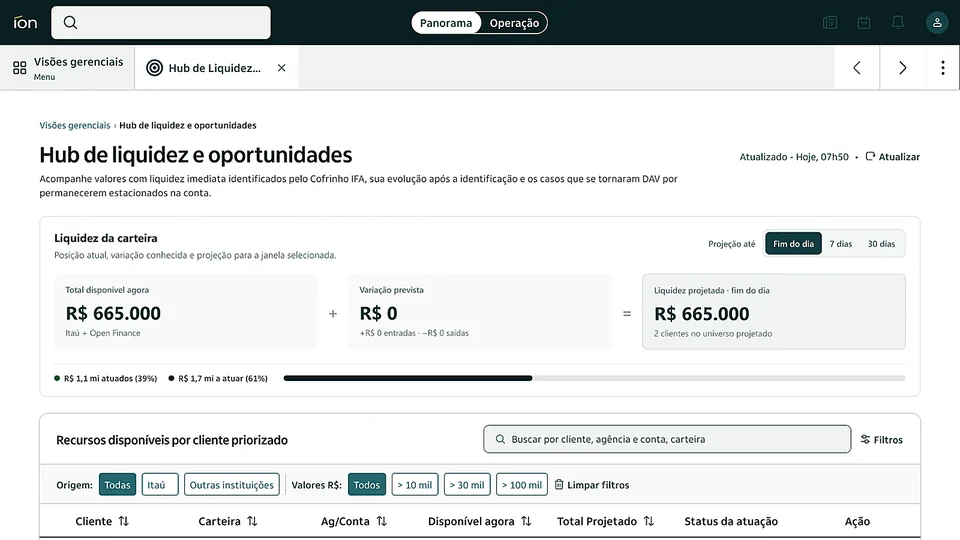 íon
Panorama
Operação
Visões gerenciais
Menu
Hub de Liquidez...
Visões gerenciais › Hub de liquidez e oportunidades
Hub de liquidez e oportunidades
Atualizado - Hoje, 07h50 • Atualizar
Acompanhe valores com liquidez imediata identificados pelo Cofrinho IFA, sua evolução após a identificação e os casos que se tornaram DAV por
permanecerem estacionados na conta.
Liquidez da carteira
Posição atual, variação conhecida e projeção para a janela selecionada.
Projeção até
Fim do dia
7 dias
30 dias
Total disponível agora
R$ 665.000
Itaú + Open Finance
+
Variação prevista
R$ 0
+R$ 0 entradas · −R$ 0 saídas
=
Liquidez projetada · fim do dia
R$ 665.000
2 clientes no universo projetado
R$ 1,1 mi atuados (39%)
R$ 1,7 mi a atuar (61%)
Recursos disponíveis por cliente priorizado
Buscar por cliente, agência e conta, carteira
Filtros
Origem:
Todas
Itaú
Outras instituições
Valores R$:
Todos
> 10 mil
> 30 mil
> 100 mil
Limpar filtros
Cliente
Carteira
Ag/Conta
Disponível agora
Total Projetado
Status da atuação
Ação